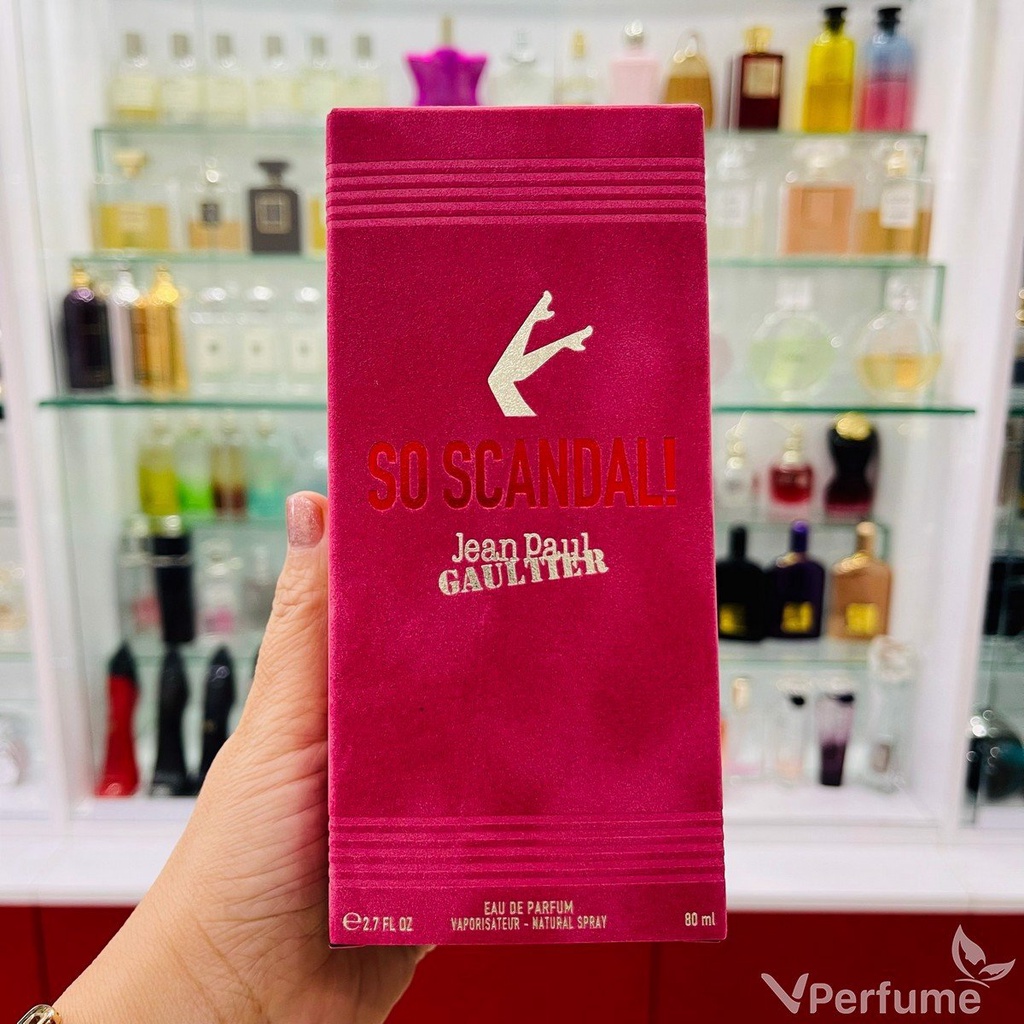 SO SCANDAL!
Jean Paul
GAULTIER
EAU DE PARFUM
℮ 2.7 FL OZ
VAPORISATEUR - NATURAL SPRAY
80 ml
VPerfume